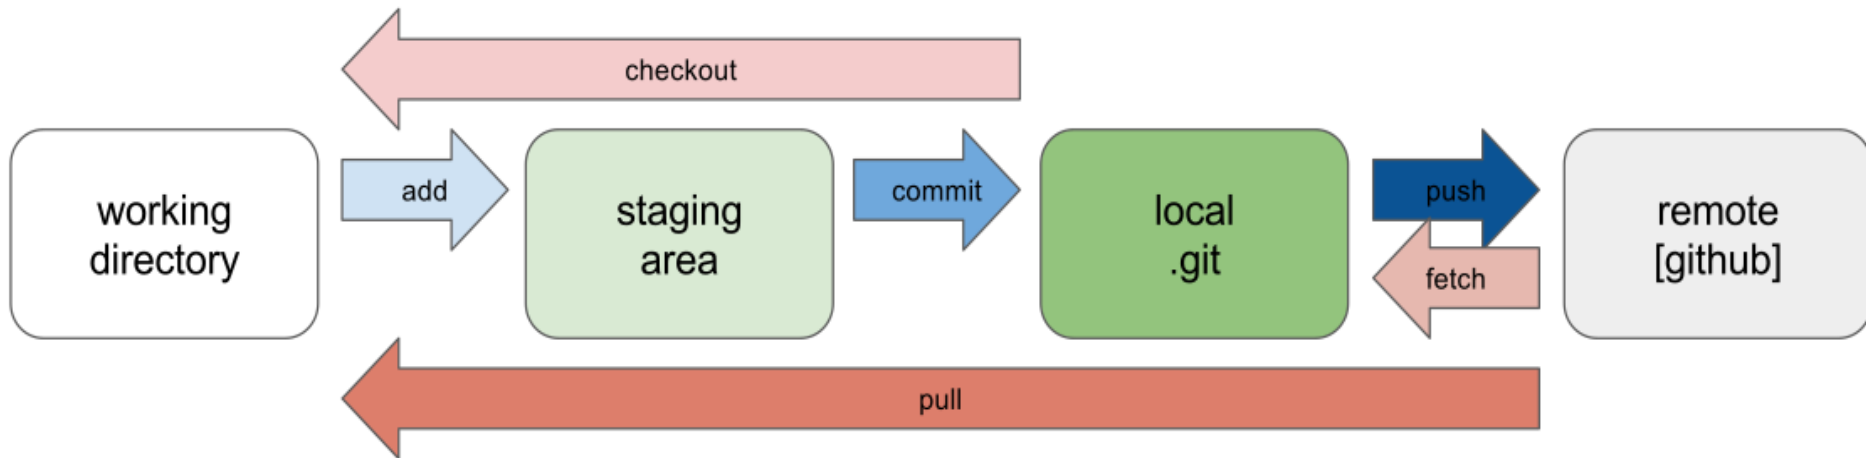 checkout
working
directory
add
staging
area
commit
local
.git
push
fetch
remote
[github]
pull